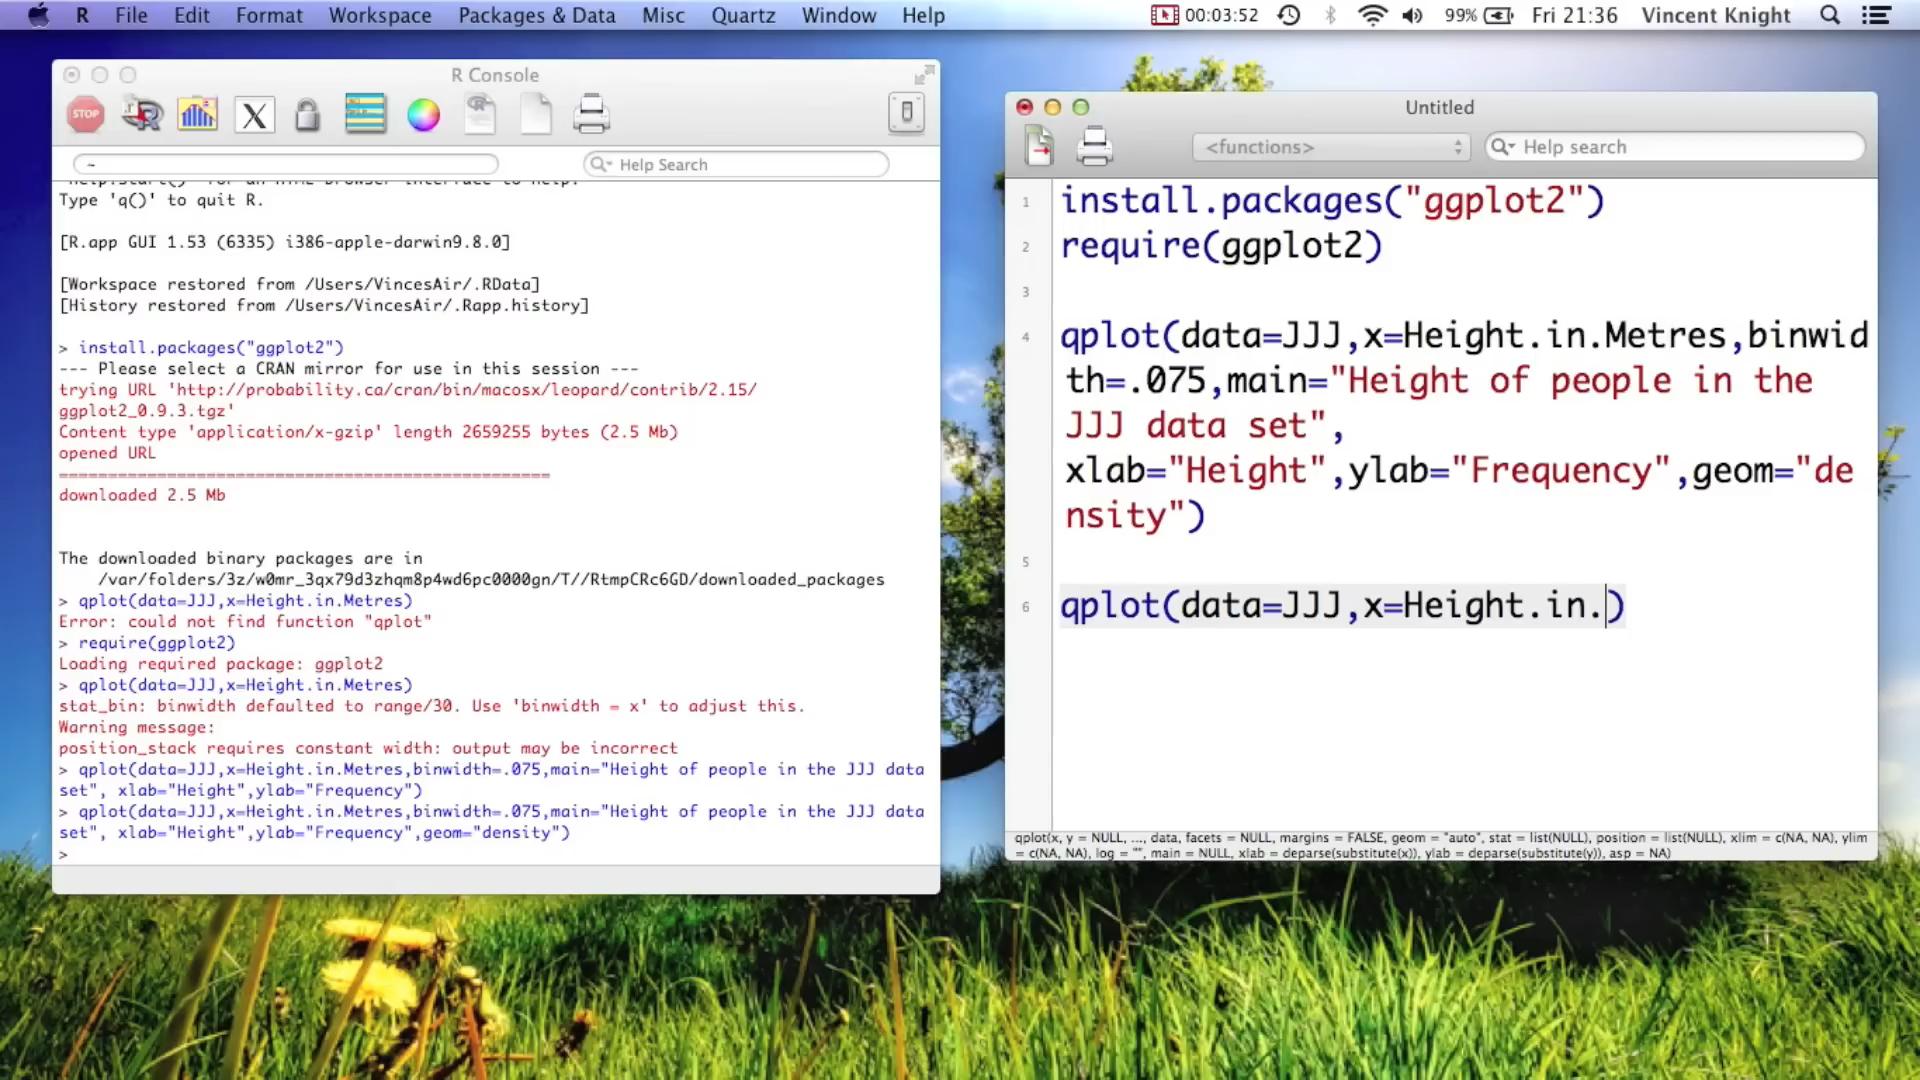 R File Edit Format Workspace Packages & Data Misc Quartz Window Help 00:03:52 99% Fri 21:36 Vincent Knight
R Console
STOP
X
~
Help Search
Type 'q()' to quit R.
[R.app GUI 1.53 (6335) i386-apple-darwin9.8.0]
[Workspace restored from /Users/VincesAir/.RData]
[History restored from /Users/VincesAir/.Rapp.history]
> install.packages("ggplot2")
--- Please select a CRAN mirror for use in this session ---
trying URL 'http://probability.ca/cran/bin/macosx/leopard/contrib/2.15/
ggplot2_0.9.3.tgz'
Content type 'application/x-gzip' length 2659255 bytes (2.5 Mb)
opened URL
==================================================
downloaded 2.5 Mb
The downloaded binary packages are in
/var/folders/3z/w0mr_3qx79d3zhqm8p4wd6pc0000gn/T//RtmpCRc6GD/downloaded_packages
> qplot(data=JJJ,x=Height.in.Metres)
Error: could not find function "qplot"
> require(ggplot2)
Loading required package: ggplot2
> qplot(data=JJJ,x=Height.in.Metres)
stat_bin: binwidth defaulted to range/30. Use 'binwidth = x' to adjust this.
Warning message:
position_stack requires constant width: output may be incorrect
> qplot(data=JJJ,x=Height.in.Metres,binwidth=.075,main="Height of people in the JJJ data
set", xlab="Height",ylab="Frequency")
> qplot(data=JJJ,x=Height.in.Metres,binwidth=.075,main="Height of people in the JJJ data
set", xlab="Height",ylab="Frequency",geom="density")
>
Untitled
<functions>
Help search
1 install.packages("ggplot2")
2 require(ggplot2)
3
4 qplot(data=JJJ,x=Height.in.Metres,binwid
th=.075,main="Height of people in the
JJJ data set",
xlab="Height",ylab="Frequency",geom="de
nsity")
5
6 qplot(data=JJJ,x=Height.in.)
qplot(x, y = NULL, ..., data, facets = NULL, margins = FALSE, geom = "auto", stat = list(NULL), position = list(NULL), xlim = c(NA, NA), ylim
= c(NA, NA), log = "", main = NULL, xlab = deparse(substitute(x)), ylab = deparse(substitute(y)), asp = NA)